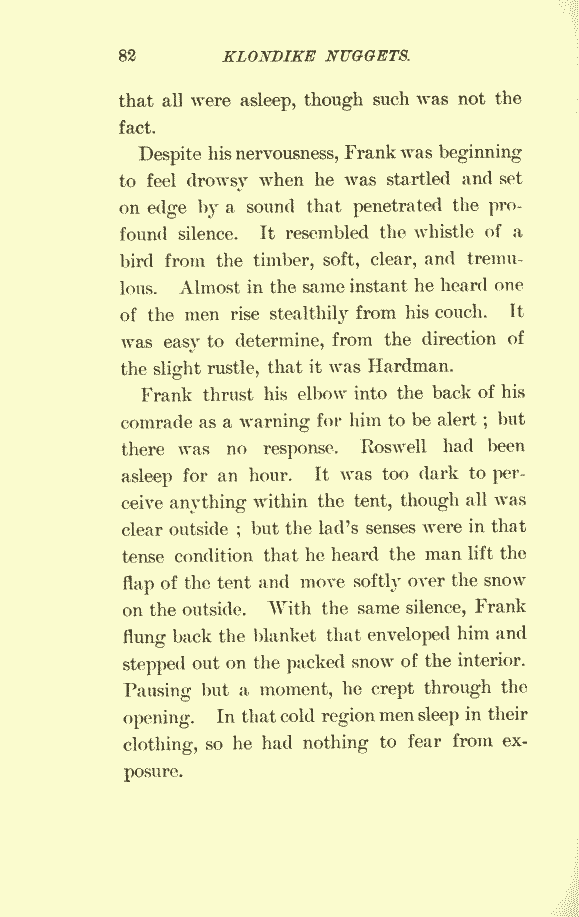 82 KLONDIKE NUGGETS.
that all were asleep, though such was not the
fact.
Despite his nervousness, Frank was beginning
to feel drowsy when he was startled and set
on edge by a sound that penetrated the pro-
found silence. It resembled the whistle of a
bird from the timber, soft, clear, and tremu-
lous. Almost in the same instant he heard one
of the men rise stealthily from his couch. It
was easy to determine, from the direction of
the slight rustle, that it was Hardman.
Frank thrust his elbow into the back of his
comrade as a warning for him to be alert ; but
there was no response. Roswell had been
asleep for an hour. It was too dark to per-
ceive anything within the tent, though all was
clear outside ; but the lad's senses were in that
tense condition that he heard the man lift the
flap of the tent and move softly over the snow
on the outside. With the same silence, Frank
flung back the blanket that enveloped him and
stepped out on the packed snow of the interior.
Pausing but a moment, he crept through the
opening. In that cold region men sleep in their
clothing, so he had nothing to fear from ex-
posure.